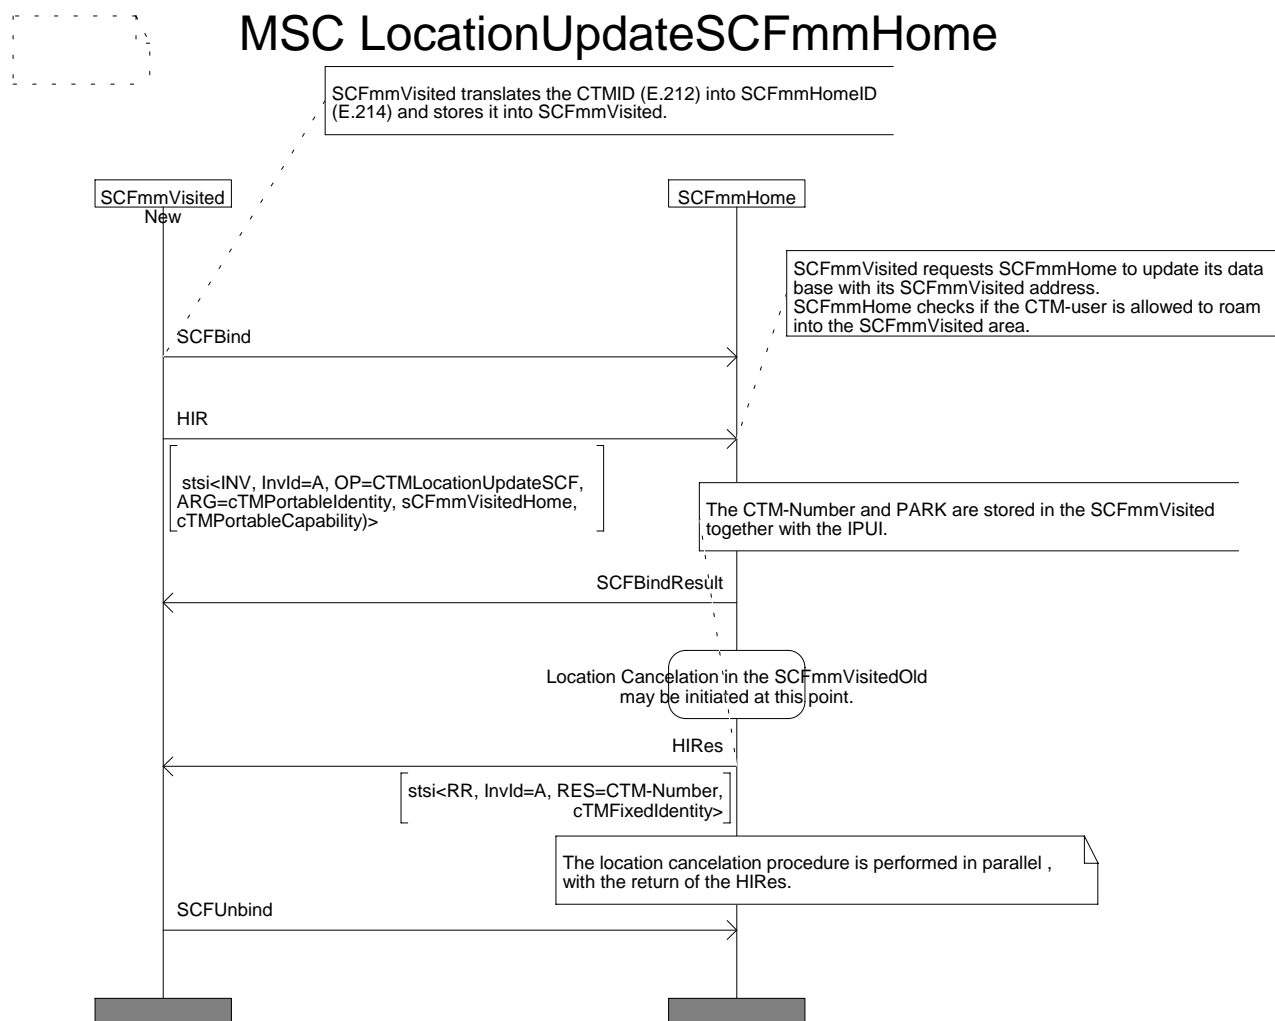 MSC LocationUpdateSCFmmHome
SCFmmVisited translates the CTMID (E.212) into SCFmmHomeID
(E.214) and stores it into SCFmmVisited.
SCFmmVisited
New
SCFmmHome
SCFmmVisited requests SCFmmHome to update its data
base with its SCFmmVisited address.
SCFmmHome checks if the CTM-user is allowed to roam
into the SCFmmVisited area.
SCFBind
HIR
stsi<INV, InvId=A, OP=CTMLocationUpdateSCF,
ARG=cTMPortableIdentity, sCFmmVisitedHome,
cTMPortableCapability)>
The CTM-Number and PARK are stored in the SCFmmVisited
together with the IPUI.
SCFBindResult
Location Cancelation in the SCFmmVisitedOld
may be initiated at this point.
HIRes
stsi<RR, InvId=A, RES=CTM-Number,
cTMFixedIdentity>
The location cancelation procedure is performed in parallel ,
with the return of the HIRes.
SCFUnbind